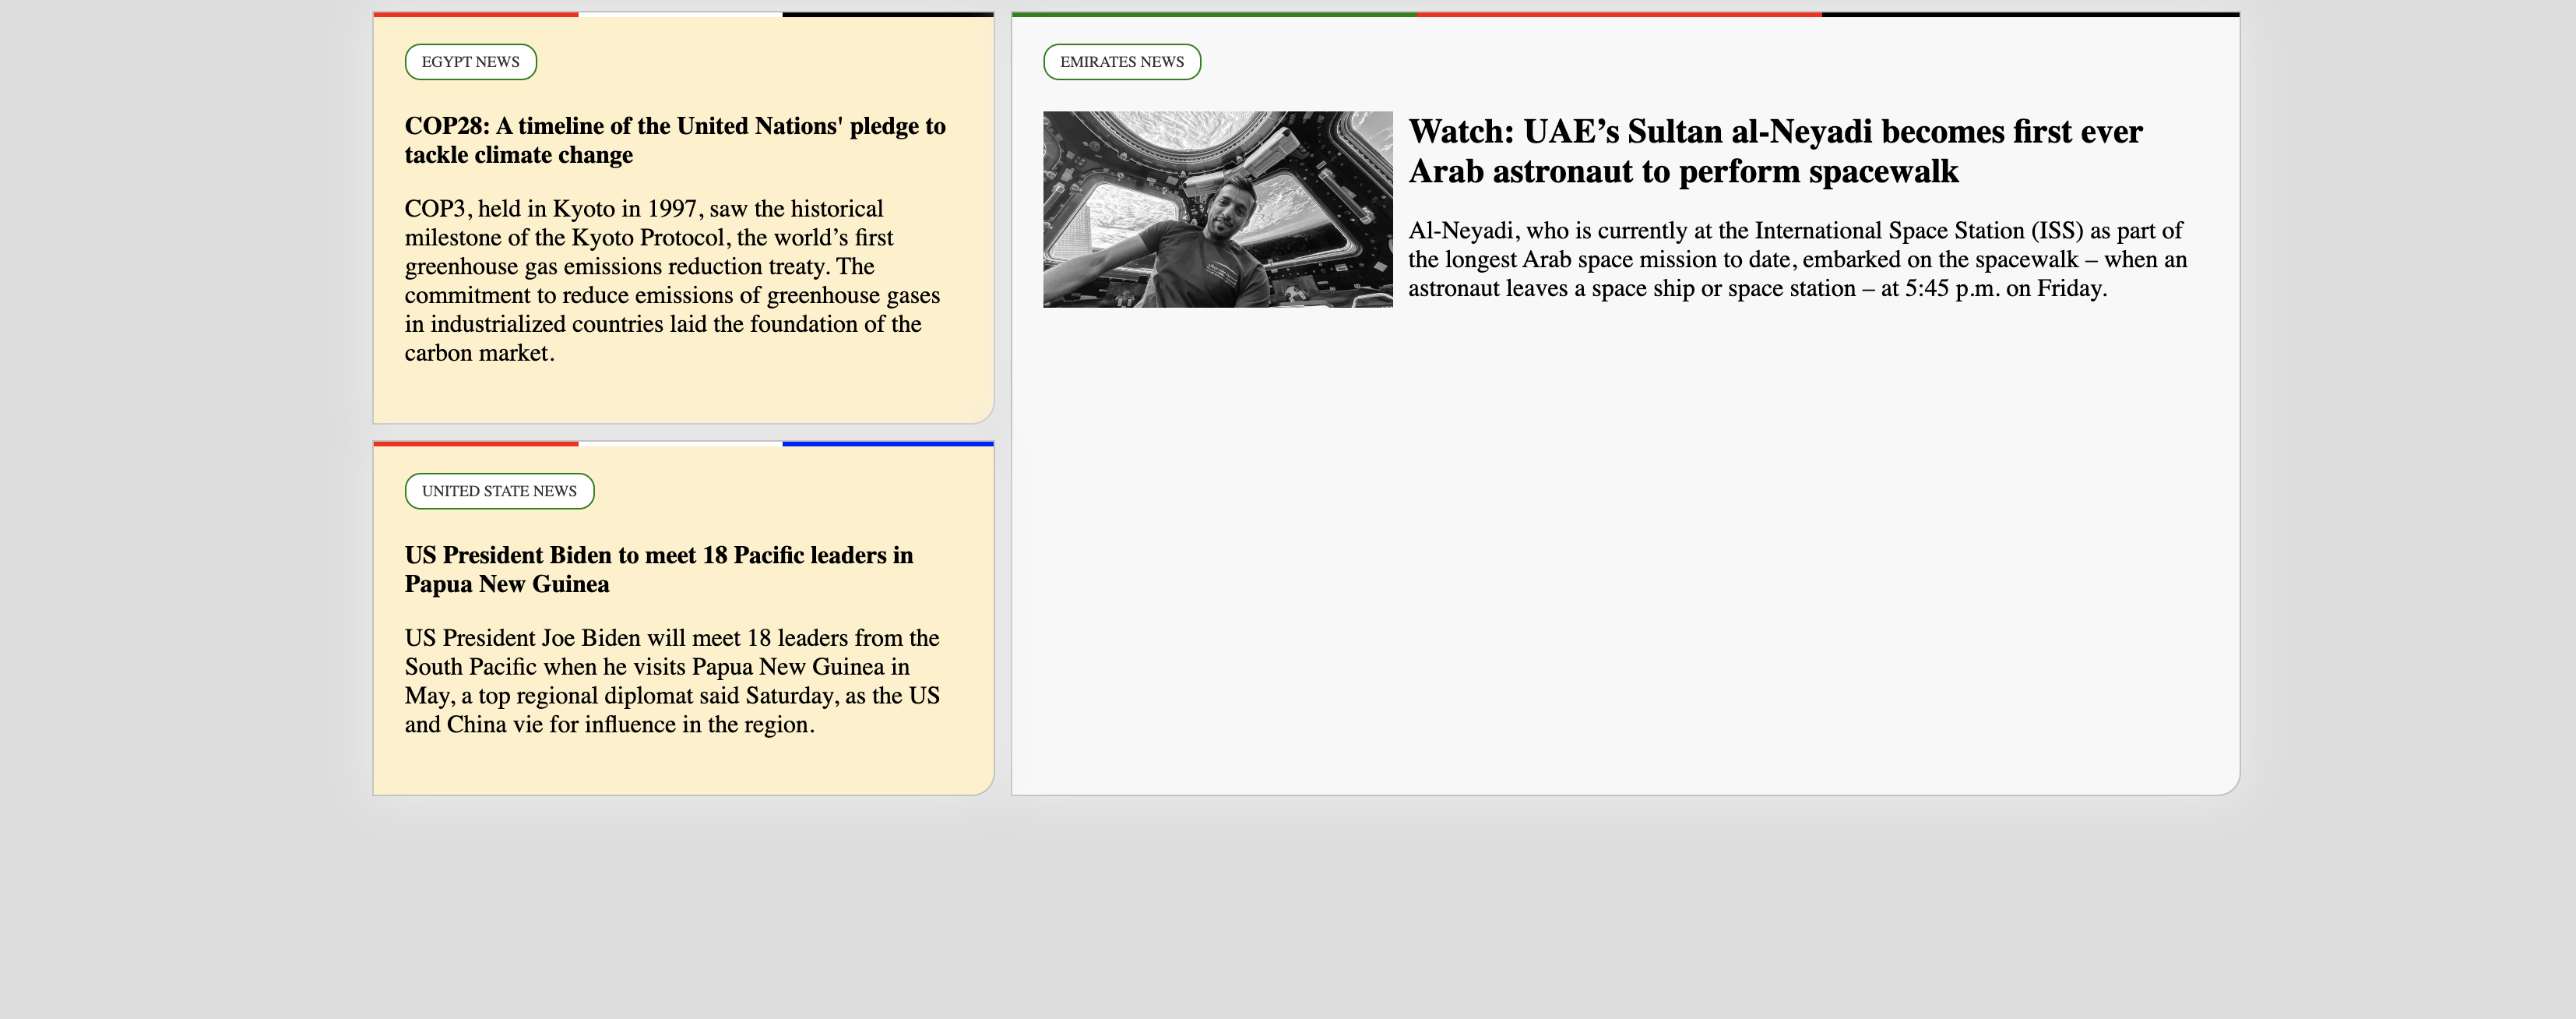 EGYPT NEWS
COP28: A timeline of the United Nations' pledge to
tackle climate change
COP3, held in Kyoto in 1997, saw the historical
milestone of the Kyoto Protocol, the world’s first
greenhouse gas emissions reduction treaty. The
commitment to reduce emissions of greenhouse gases
in industrialized countries laid the foundation of the
carbon market.
UNITED STATE NEWS
US President Biden to meet 18 Pacific leaders in
Papua New Guinea
US President Joe Biden will meet 18 leaders from the
South Pacific when he visits Papua New Guinea in
May, a top regional diplomat said Saturday, as the US
and China vie for influence in the region.
EMIRATES NEWS
Watch: UAE’s Sultan al-Neyadi becomes first ever
Arab astronaut to perform spacewalk
Al-Neyadi, who is currently at the International Space Station (ISS) as part of
the longest Arab space mission to date, embarked on the spacewalk – when an
astronaut leaves a space ship or space station – at 5:45 p.m. on Friday.